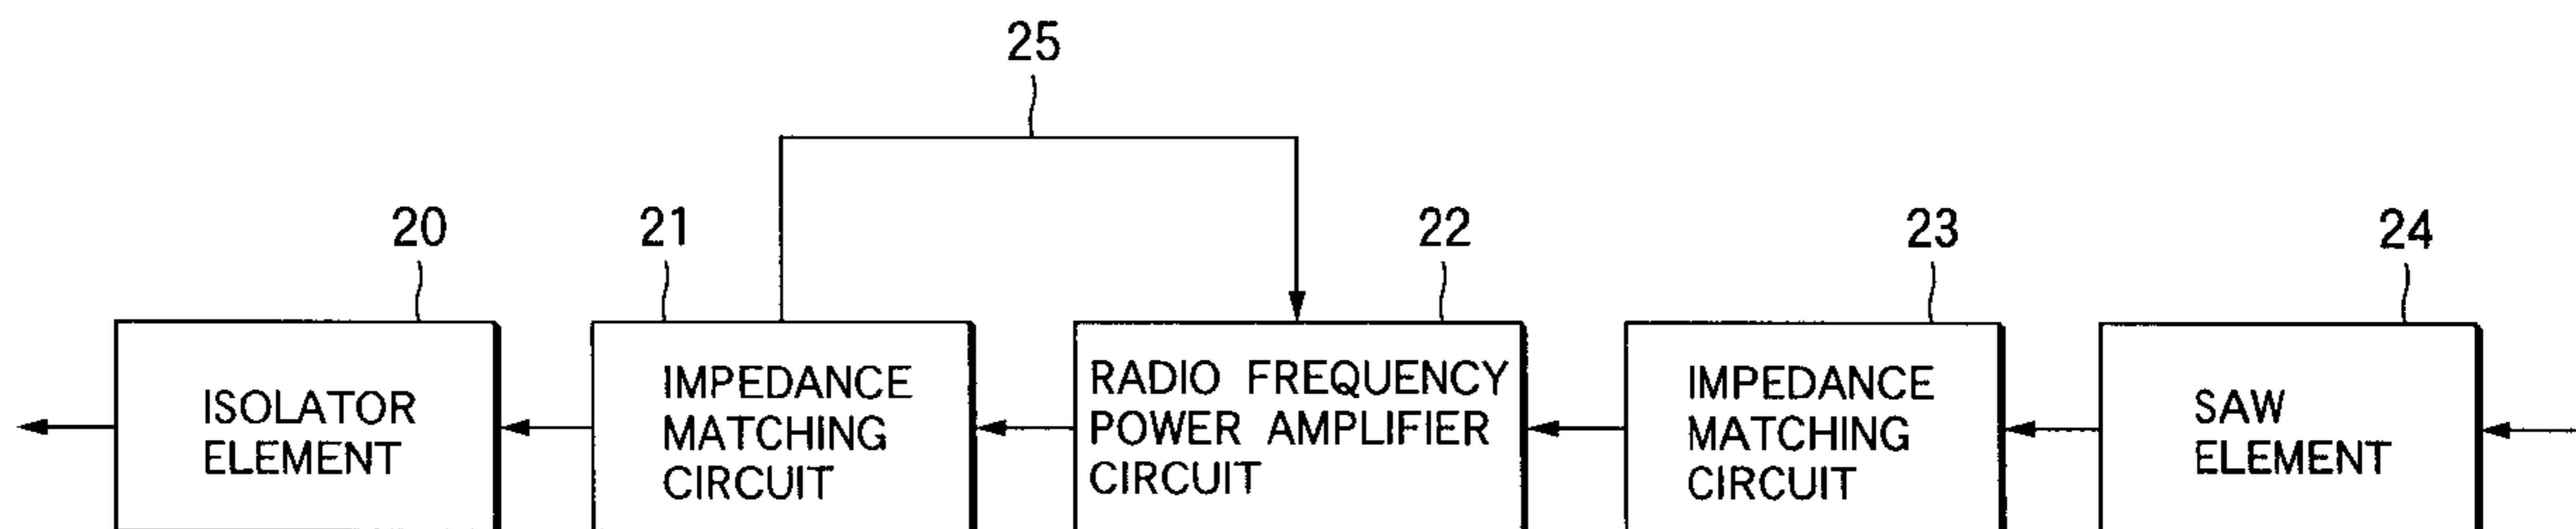 25
20
21
22
23
24
ISOLATOR
ELEMENT
IMPEDANCE
MATCHING
CIRCUIT
RADIO FREQUENCY
POWER AMPLIFIER
CIRCUIT
IMPEDANCE
MATCHING
CIRCUIT
SAW
ELEMENT